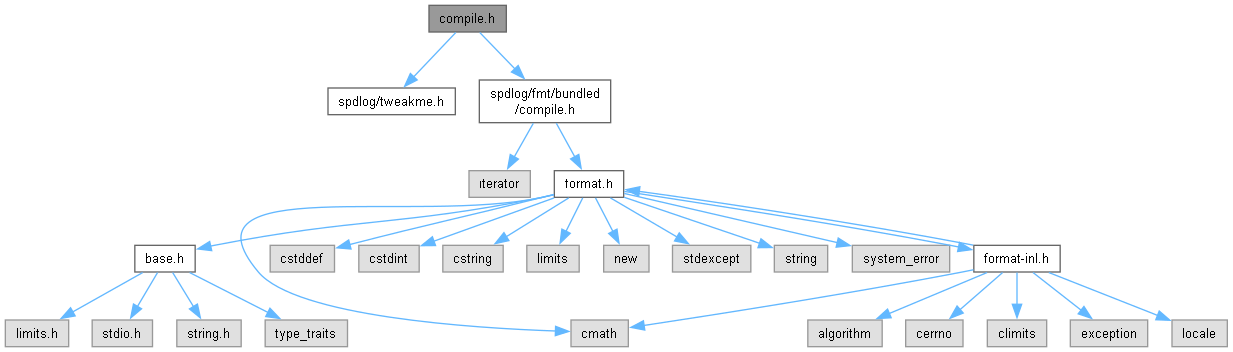 compile.h
spdlog/tweakme.h
spdlog/fmt/bundled
/compile.h
iterator
format.h
base.h
cstddef
cstdint
cstring
limits
new
stdexcept
string
system_error
format-inl.h
limits.h
stdio.h
string.h
type_traits
cmath
algorithm
cerrno
climits
exception
locale